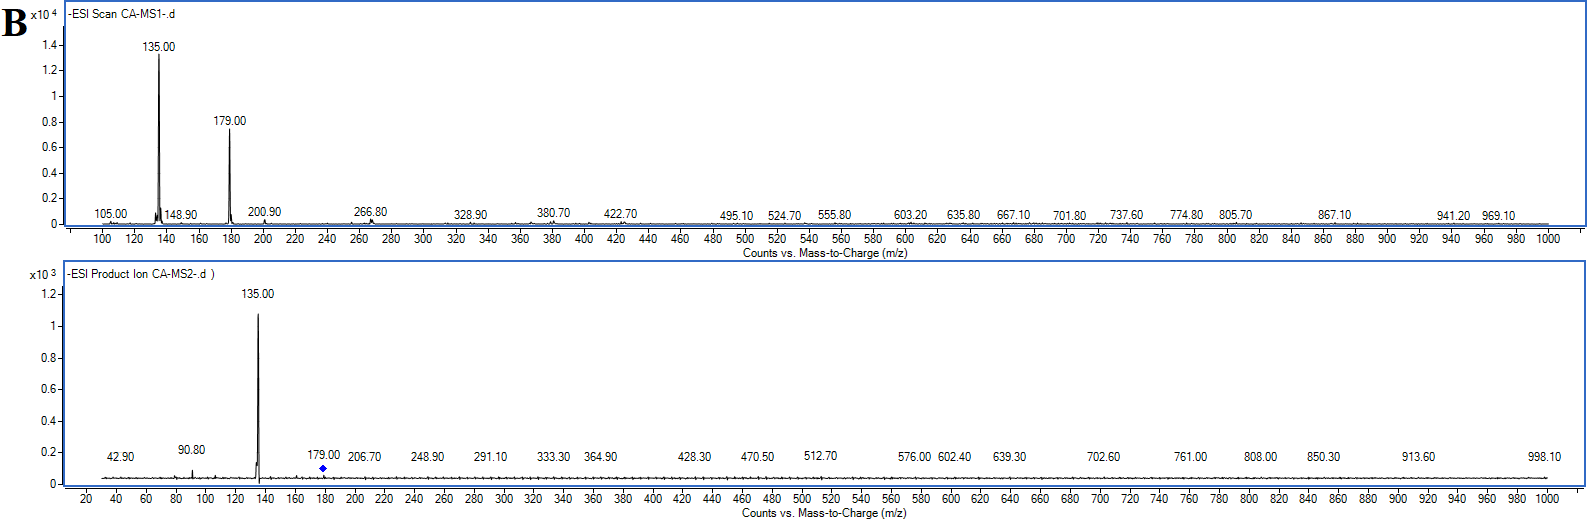 B
x10 4
-ESI Scan CA-MS1-.d
1.4
1.2
1
0.8
0.6
0.4
0.2
0
135.00
179.00
105.00 148.90 200.90 266.80 328.90 380.70 422.70 495.10 524.70 555.80 603.20 635.80 667.10 701.80 737.60 774.80 805.70 867.10 941.20 969.10
100 120 140 160 180 200 220 240 260 280 300 320 340 360 380 400 420 440 460 480 500 520 540 560 580 600 620 640 660 680 700 720 740 760 780 800 820 840 860 880 900 920 940 960 980 1000
Counts vs. Mass-to-Charge (m/z)
x10 3
-ESI Product Ion CA-MS2-.d )
1.2
1
0.8
0.6
0.4
0.2
0
135.00
42.90 90.80 179.00 206.70 248.90 291.10 333.30 364.90 428.30 470.50 512.70 576.00 602.40 639.30 702.60 761.00 808.00 850.30 913.60 998.10
20 40 60 80 100 120 140 160 180 200 220 240 260 280 300 320 340 360 380 400 420 440 460 480 500 520 540 560 580 600 620 640 660 680 700 720 740 760 780 800 820 840 860 880 900 920 940 960 980 1000
Counts vs. Mass-to-Charge (m/z)